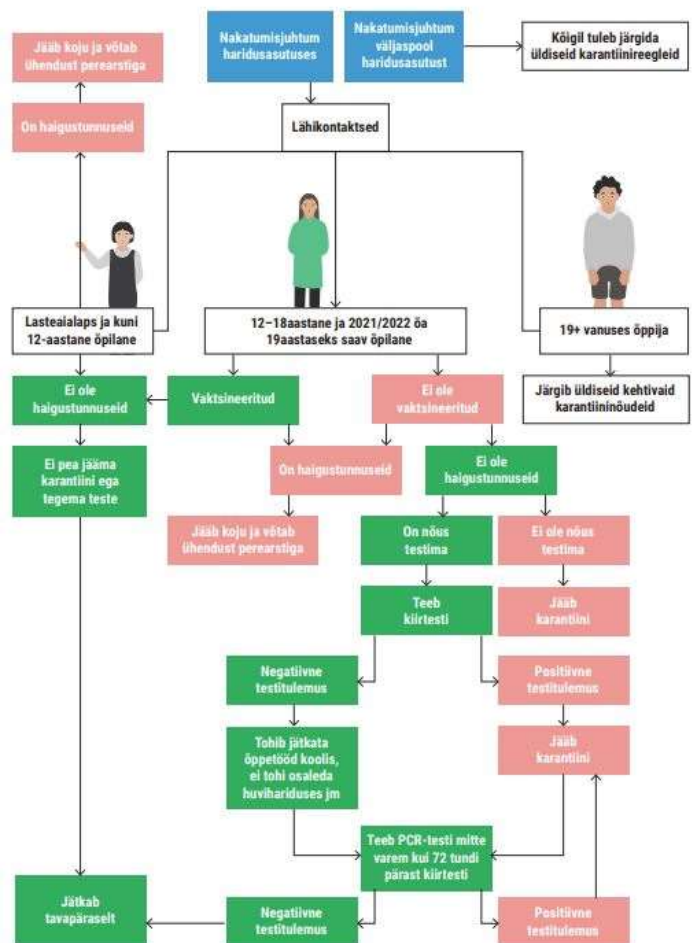 Jääb koju ja võtab
ühendust perearstiga
Nakatumisjuhtum
haridusasutuses
Nakatumisjuhtum
väljaspool
haridusasutust
Kõigil tuleb järgida
üldiseid karantiinireegleid
On haigustunnuseid
Lähikontaktsed
Lasteaialaps ja kuni
12-aastane õpilane
12–18aastane ja 2021/2022 õa
19aastaseks saav õpilane
19+ vanuses õppija
Ei ole
haigustunnuseid
Vaktsineeritud
Ei ole
vaktsineeritud
Järgib üldiseid kehtivaid
karantiininõudeid
Ei pea jääma
karantiini ega
tegema teste
On haigustunnuseid
Ei ole
haigustunnuseid
Jääb koju ja võtab
ühendust perearstiga
On nõus
testima
Ei ole nõus
testima
Teeb
kiirtesti
Jääb
karantiini
Negatiivne
testitulemus
Positiivne
testitulemus
Tohib jätkata
õppetööd koolis,
ei tohi osaleda
huvihariduses jm
Jääb
karantiini
Teeb PCR-testi mitte
varem kui 72 tundi
pärast kiirtesti
Jätkab
tavapäraselt
Negatiivne
testitulemus
Positiivne
testitulemus